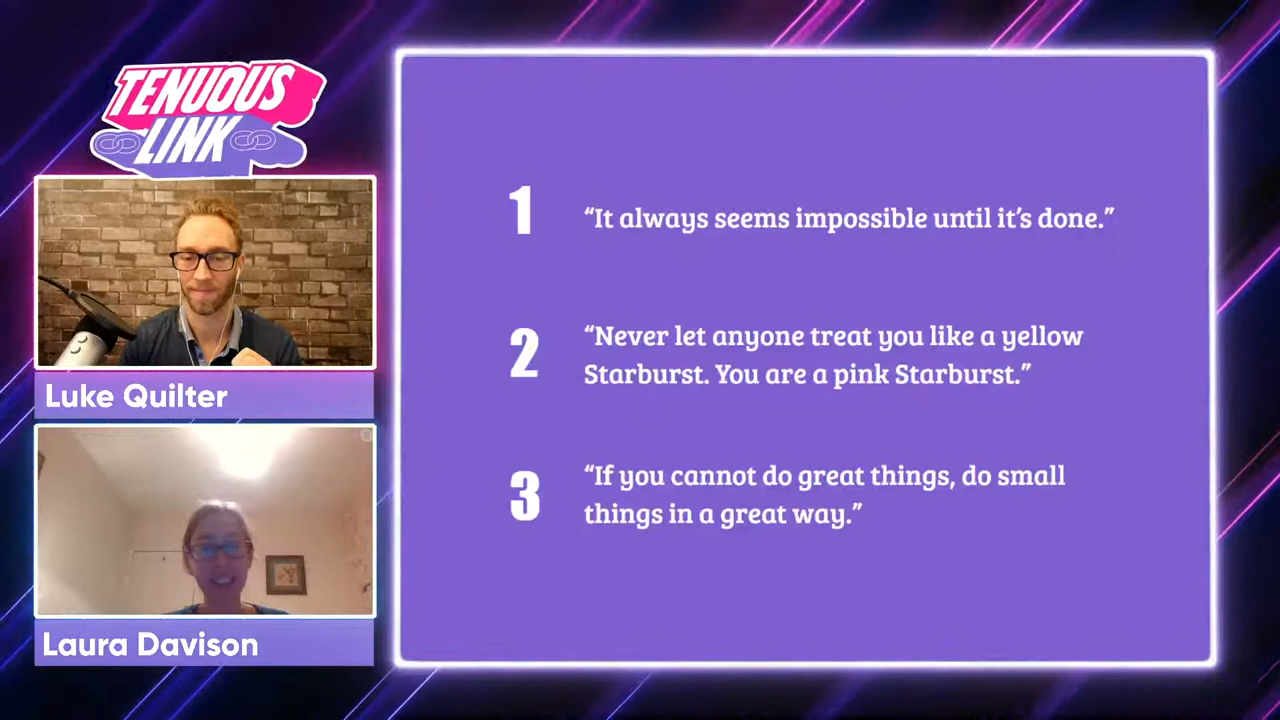 TENUOUS
LINK
Luke Quilter
Laura Davison
1
“It always seems impossible until it’s done.”
2
“Never let anyone treat you like a yellow
Starburst. You are a pink Starburst.”
3
“If you cannot do great things, do small
things in a great way.”